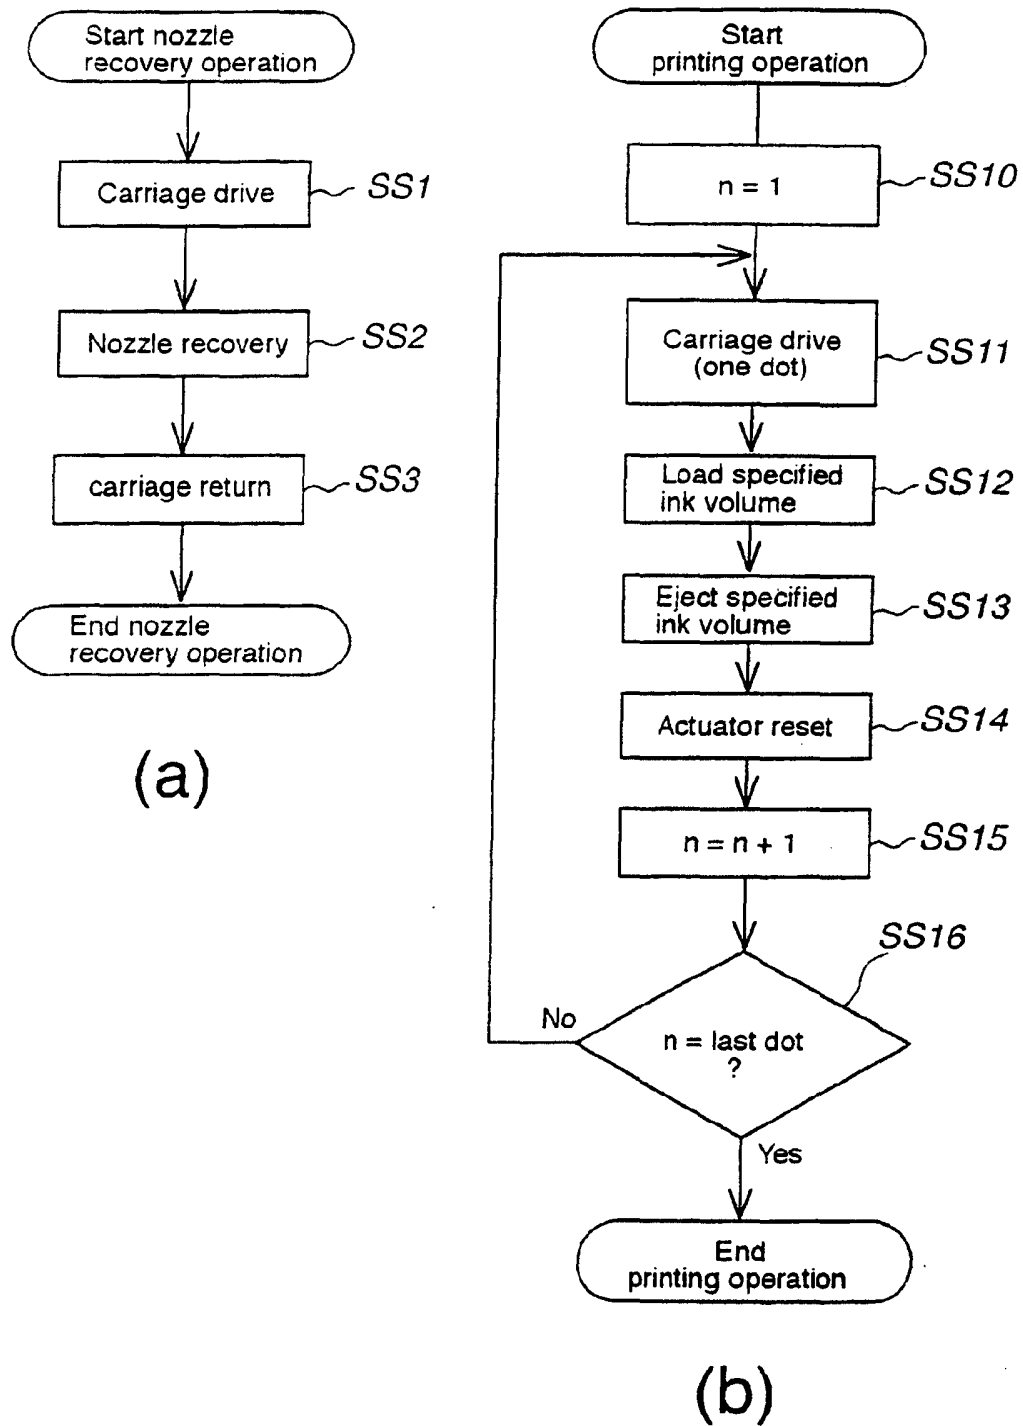 Start nozzle
recovery operation
Carriage drive
SS1
Nozzle recovery
SS2
carriage return
SS3
End nozzle
recovery operation
(a)
Start
printing operation
n = 1
SS10
Carriage drive
(one dot)
SS11
Load specified
ink volume
SS12
Eject specified
ink volume
SS13
Actuator reset
SS14
n = n + 1
SS15
SS16
No
n = last dot
?
Yes
End
printing operation
(b)